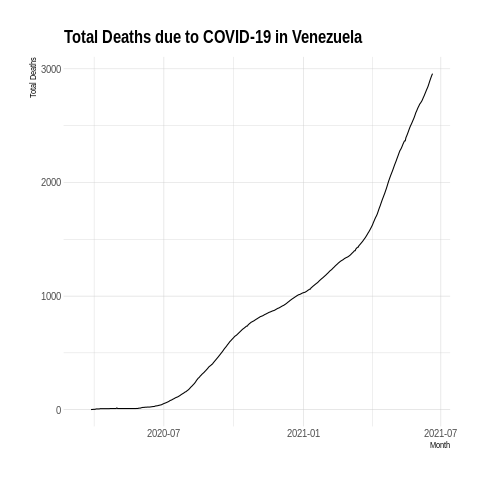 Total Deaths due to COVID-19 in Venezuela
Total Deaths
3000
2000
1000
0
2020-07
2021-01
2021-07
Month